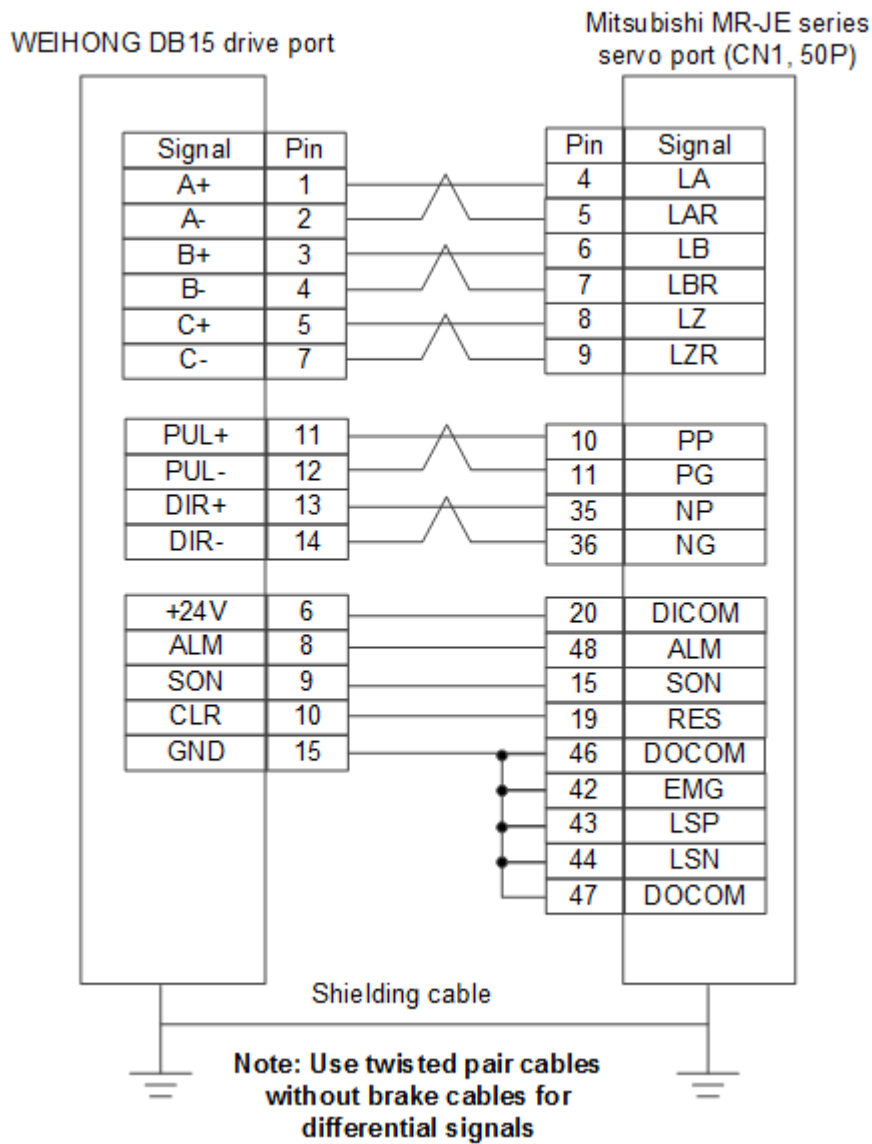 WEIHONG DB15 drive port
Mitsubishi MR-JE series
servo port (CN1, 50P)
Signal Pin
A+ 1
A- 2
B+ 3
B- 4
C+ 5
C- 7
PUL+ 11
PUL- 12
DIR+ 13
DIR- 14
+24V 6
ALM 8
SON 9
CLR 10
GND 15
Pin Signal
4 LA
5 LAR
6 LB
7 LBR
8 LZ
9 LZR
10 PP
11 PG
35 NP
36 NG
20 DICOM
48 ALM
15 SON
19 RES
46 DOCOM
42 EMG
43 LSP
44 LSN
47 DOCOM
Shielding cable
Note: Use twisted pair cables
without brake cables for
differential signals